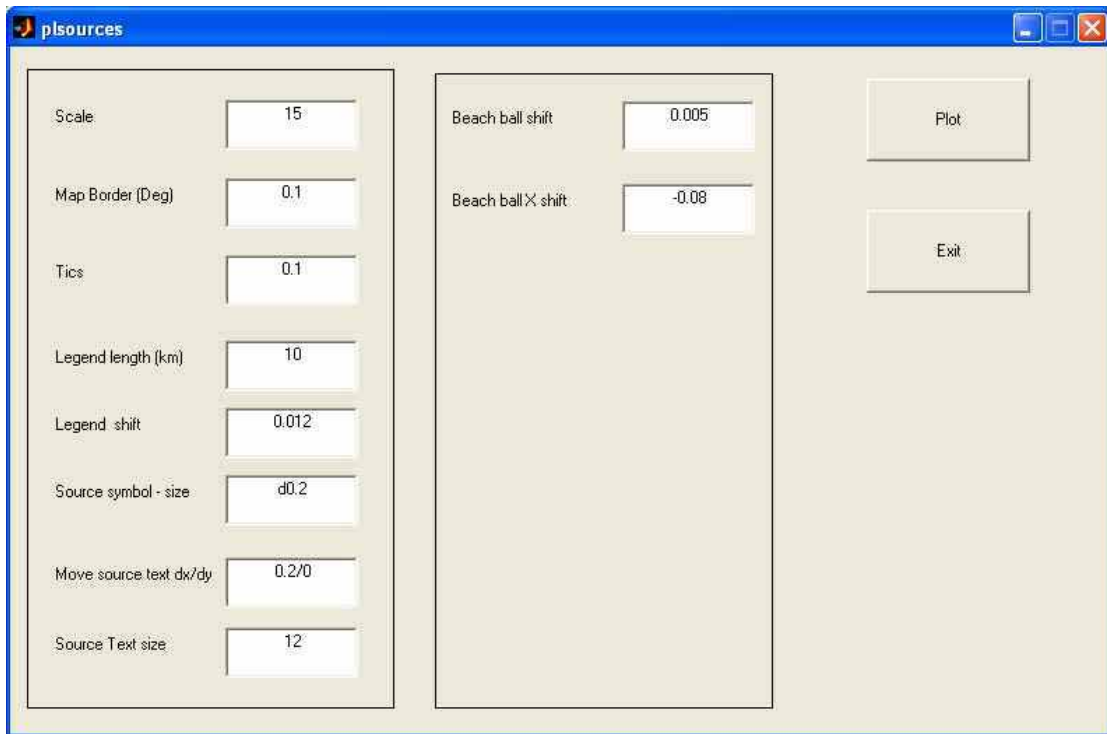 plsources
Scale 15
Map Border (Deg) 0.1
Tics 0.1
Legend length (km) 10
Legend shift 0.012
Source symbol - size d0.2
Move source text dx/dy 0.2/0
Source Text size 12
Beach ball shift 0.005
Beach ball X shift -0.08
Plot
Exit